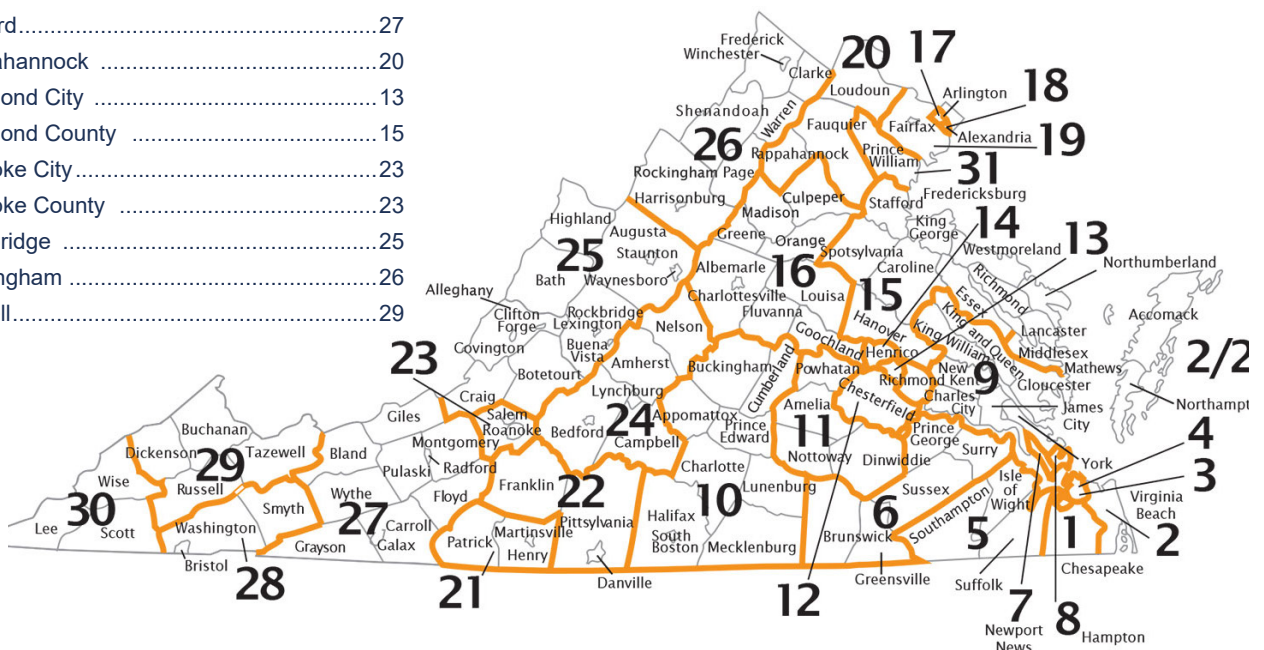 rd..............................................................27
ahannock ................................................20
ond City .................................................13
ond County ...........................................15
oke City....................................................23
oke County .............................................23
ridge ........................................................25
ngham .....................................................26
ll...............................................................29
Frederick
Winchester
Clarke
20
17
Loudoun
Arlington
18
Shenandoah
Warren
Fauquier
Fairfax
Alexandria
19
26
Rappahannock
Prince
William
31
Rockingham
Page
Harrisonburg
Culpeper
Stafford
Fredericksburg
Highland
Madison
King
George
14
Augusta
Greene
Orange
Spotsylvania
Westmoreland
13
25
Staunton
Albemarle
16
Caroline
Northumberland
Bath
Waynesboro
Richmond
Alleghany
Charlottesville
Louisa
15
Essex
Accomack
Clifton
Forge
Rockbridge
Lexington
Nelson
Fluvanna
Hanover
King and Queen
Lancaster
Covington
Buena
Vista
Goochland
Henrico
King William
Middlesex
2/2
23
Amherst
Buckingham
Cumberland
Powhatan
Richmond
New
Kent
9
Mathews
Botetourt
Gloucester
Craig
Lynchburg
Chesterfield
Charles
City
James
City
Northampt
Giles
Salem
Roanoke
24
Appomattox
Amelia
Buchanan
Bedford
Campbell
Prince
Edward
11
Prince
George
4
Dickenson
29
Tazewell
Bland
Montgomery
Nottoway
Dinwiddie
Surry
York
Wise
Russell
Pulaski
Radford
Franklin
22
Charlotte
Lunenburg
Sussex
Isle
of
Wight
3
30
Smyth
Wythe
Floyd
10
Southampton
Virginia
Beach
Lee
Scott
Washington
27
Carroll
Galax
Patrick
Martinsville
Henry
Pittsylvania
Halifax
South
Boston
Mecklenburg
Brunswick
6
5
1
2
Grayson
Bristol
28
21
Danville
12
Greensville
Suffolk
Chesapeake
7
8
Newport
News
Hampton